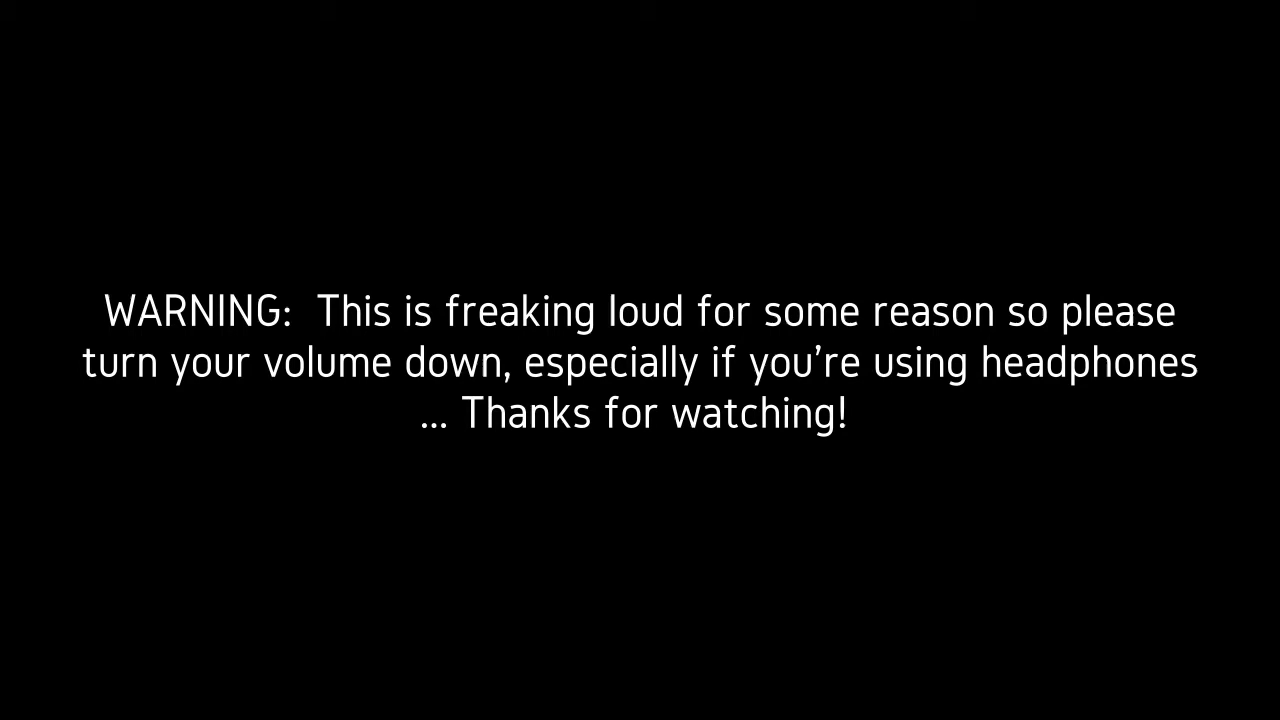 WARNING:  This is freaking loud for some reason so please
turn your volume down, especially if you’re using headphones
... Thanks for watching!